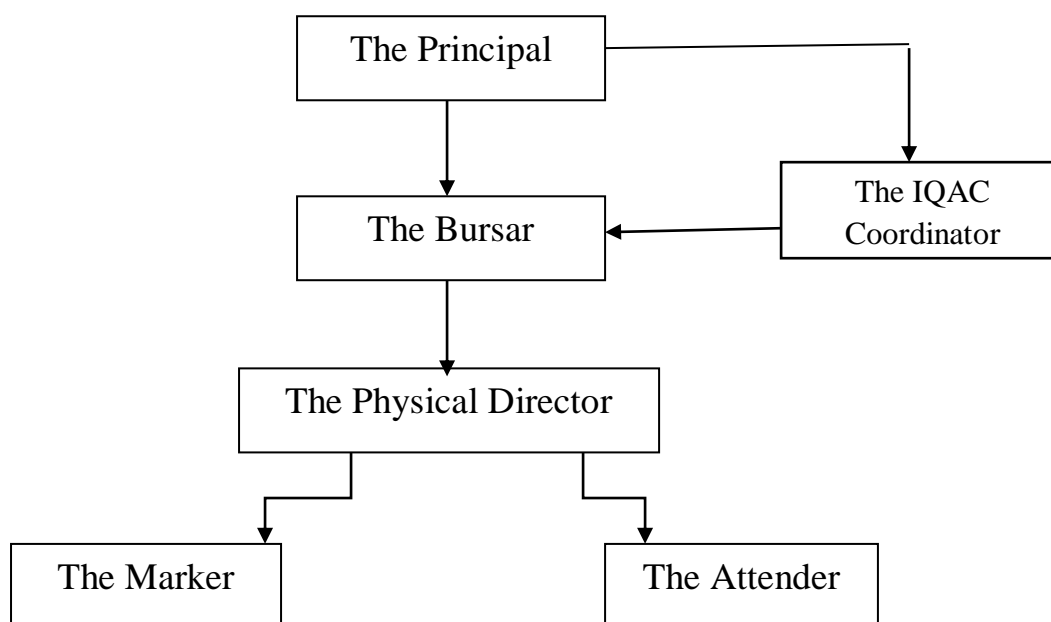 The Principal
The IQAC
Coordinator
The Bursar
The Physical Director
The Marker
The Attender